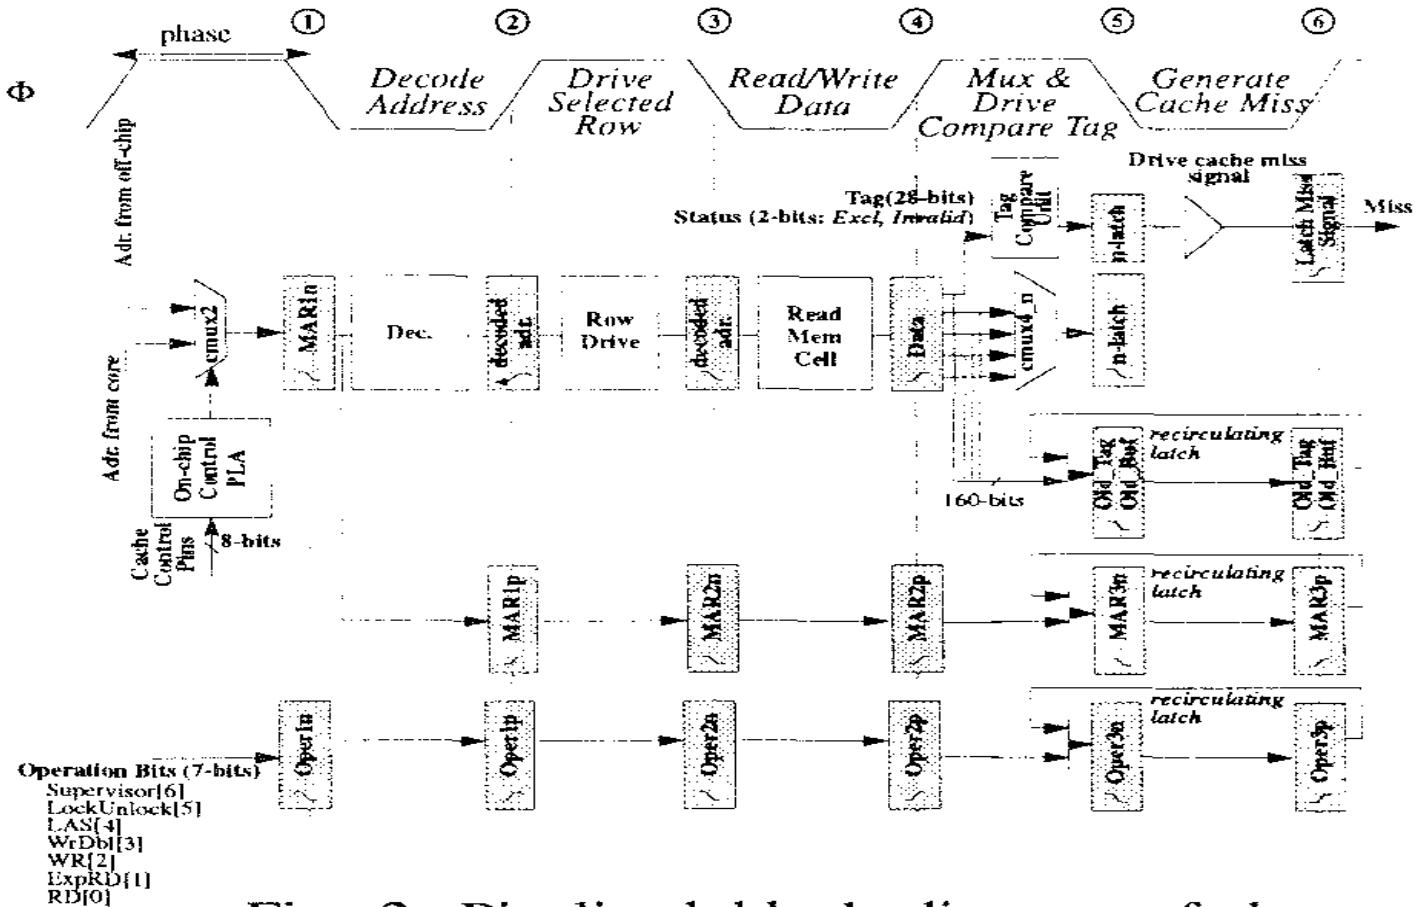 1 2 3 4 5 6
phase
Φ
Decode
Address
Drive
Selected
Row
Read/Write
Data
Mux &
Drive
Compare Tag
Generate
Cache Miss
Adr. from off-chip
Adr. from core
cmux2
On-chip
Control
PLA
Cache
Control
Pins
8-bits
MAR1n
Dec.
decoded
adr.
Row
Drive
decoded
adr.
Read
Mem
Cell
Data
Tag(28-bits)
Status (2-bits: Excl, Invalid)
Tag
Compare
Unit
n-latch
Drive cache miss
signal
Latch Miss
Signal
Miss
cmux4_n
n-latch
160-bits
Old_Tag
Old_Buf
recirculating
latch
Old_Tag
Old_Buf
MAR1p
MAR2n
MAR2p
MAR3n
recirculating
latch
MAR3p
Oper1n
Oper1p
Oper2n
Oper2p
Oper3n
recirculating
latch
Oper3p
Operation Bits (7-bits)
Supervisor[6]
LockUnlock[5]
LAS[4]
WrDbl[3]
WR[2]
ExpRD[1]
RD[0]